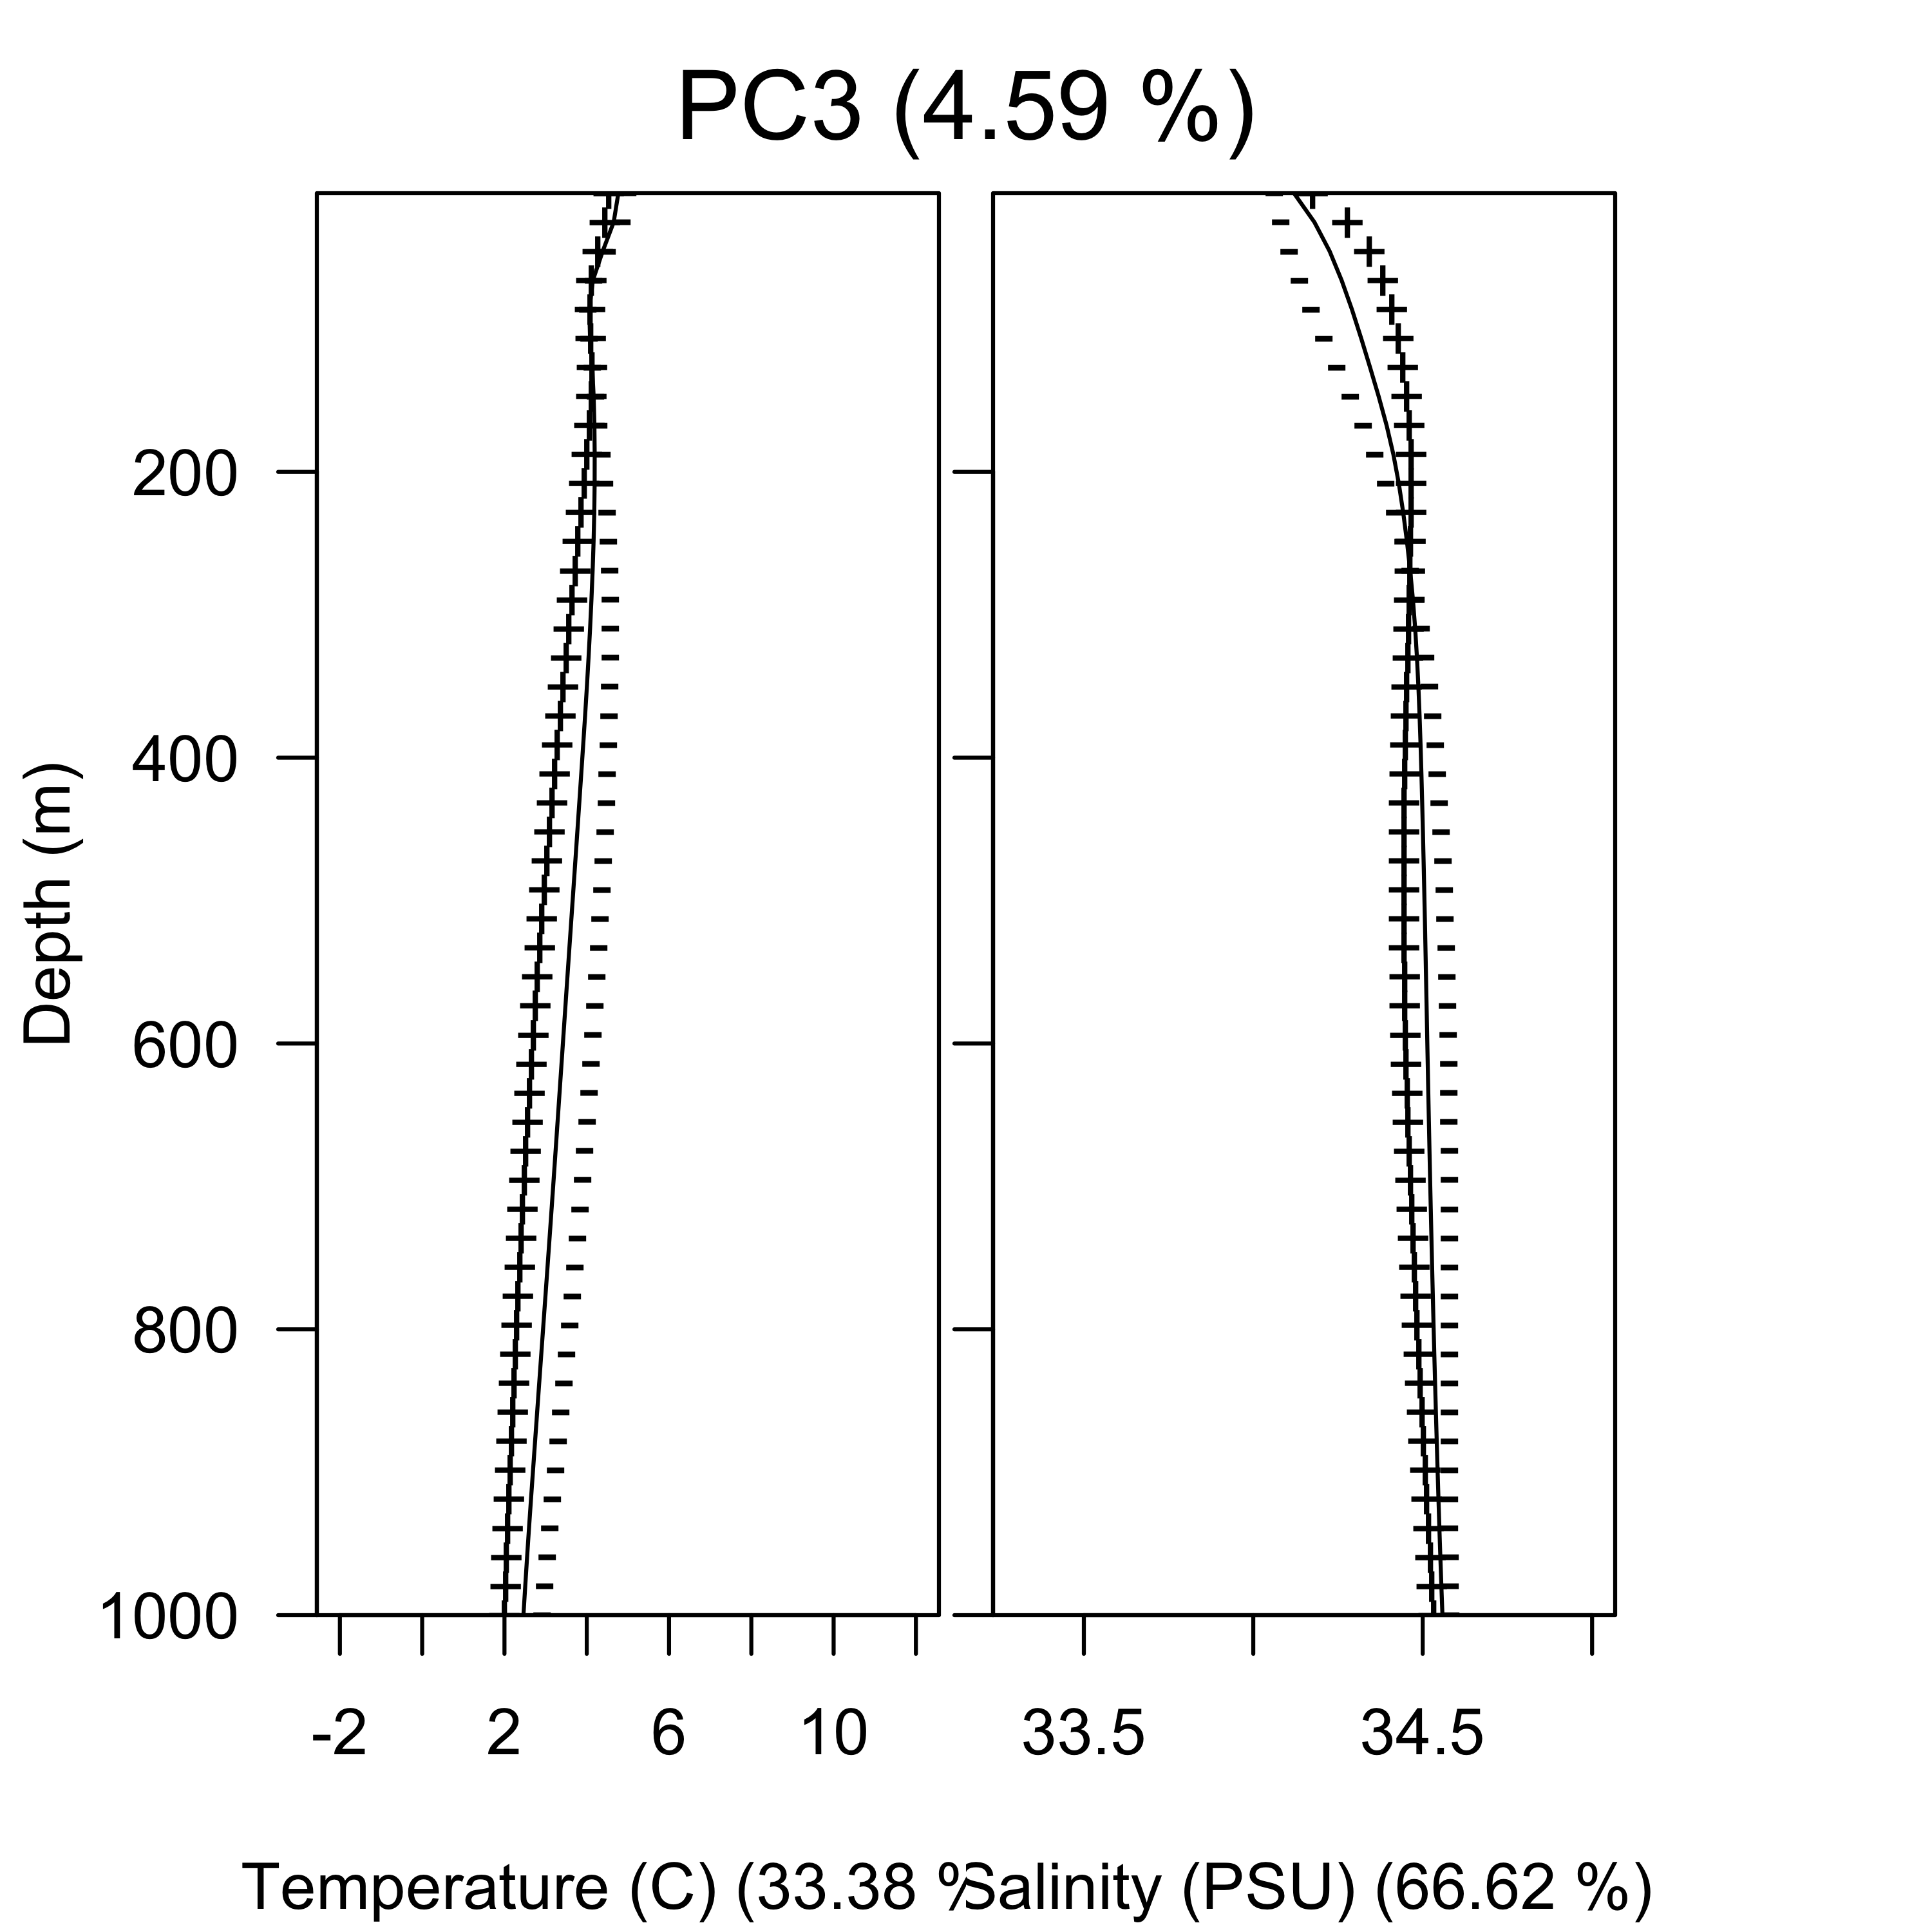 PC3 (4.59 %)
Depth (m)
200
400
600
800
1000
-2 2 6 10 33.5 34.5
Temperature (C) (33.38 %Salinity (PSU) (66.62 %)